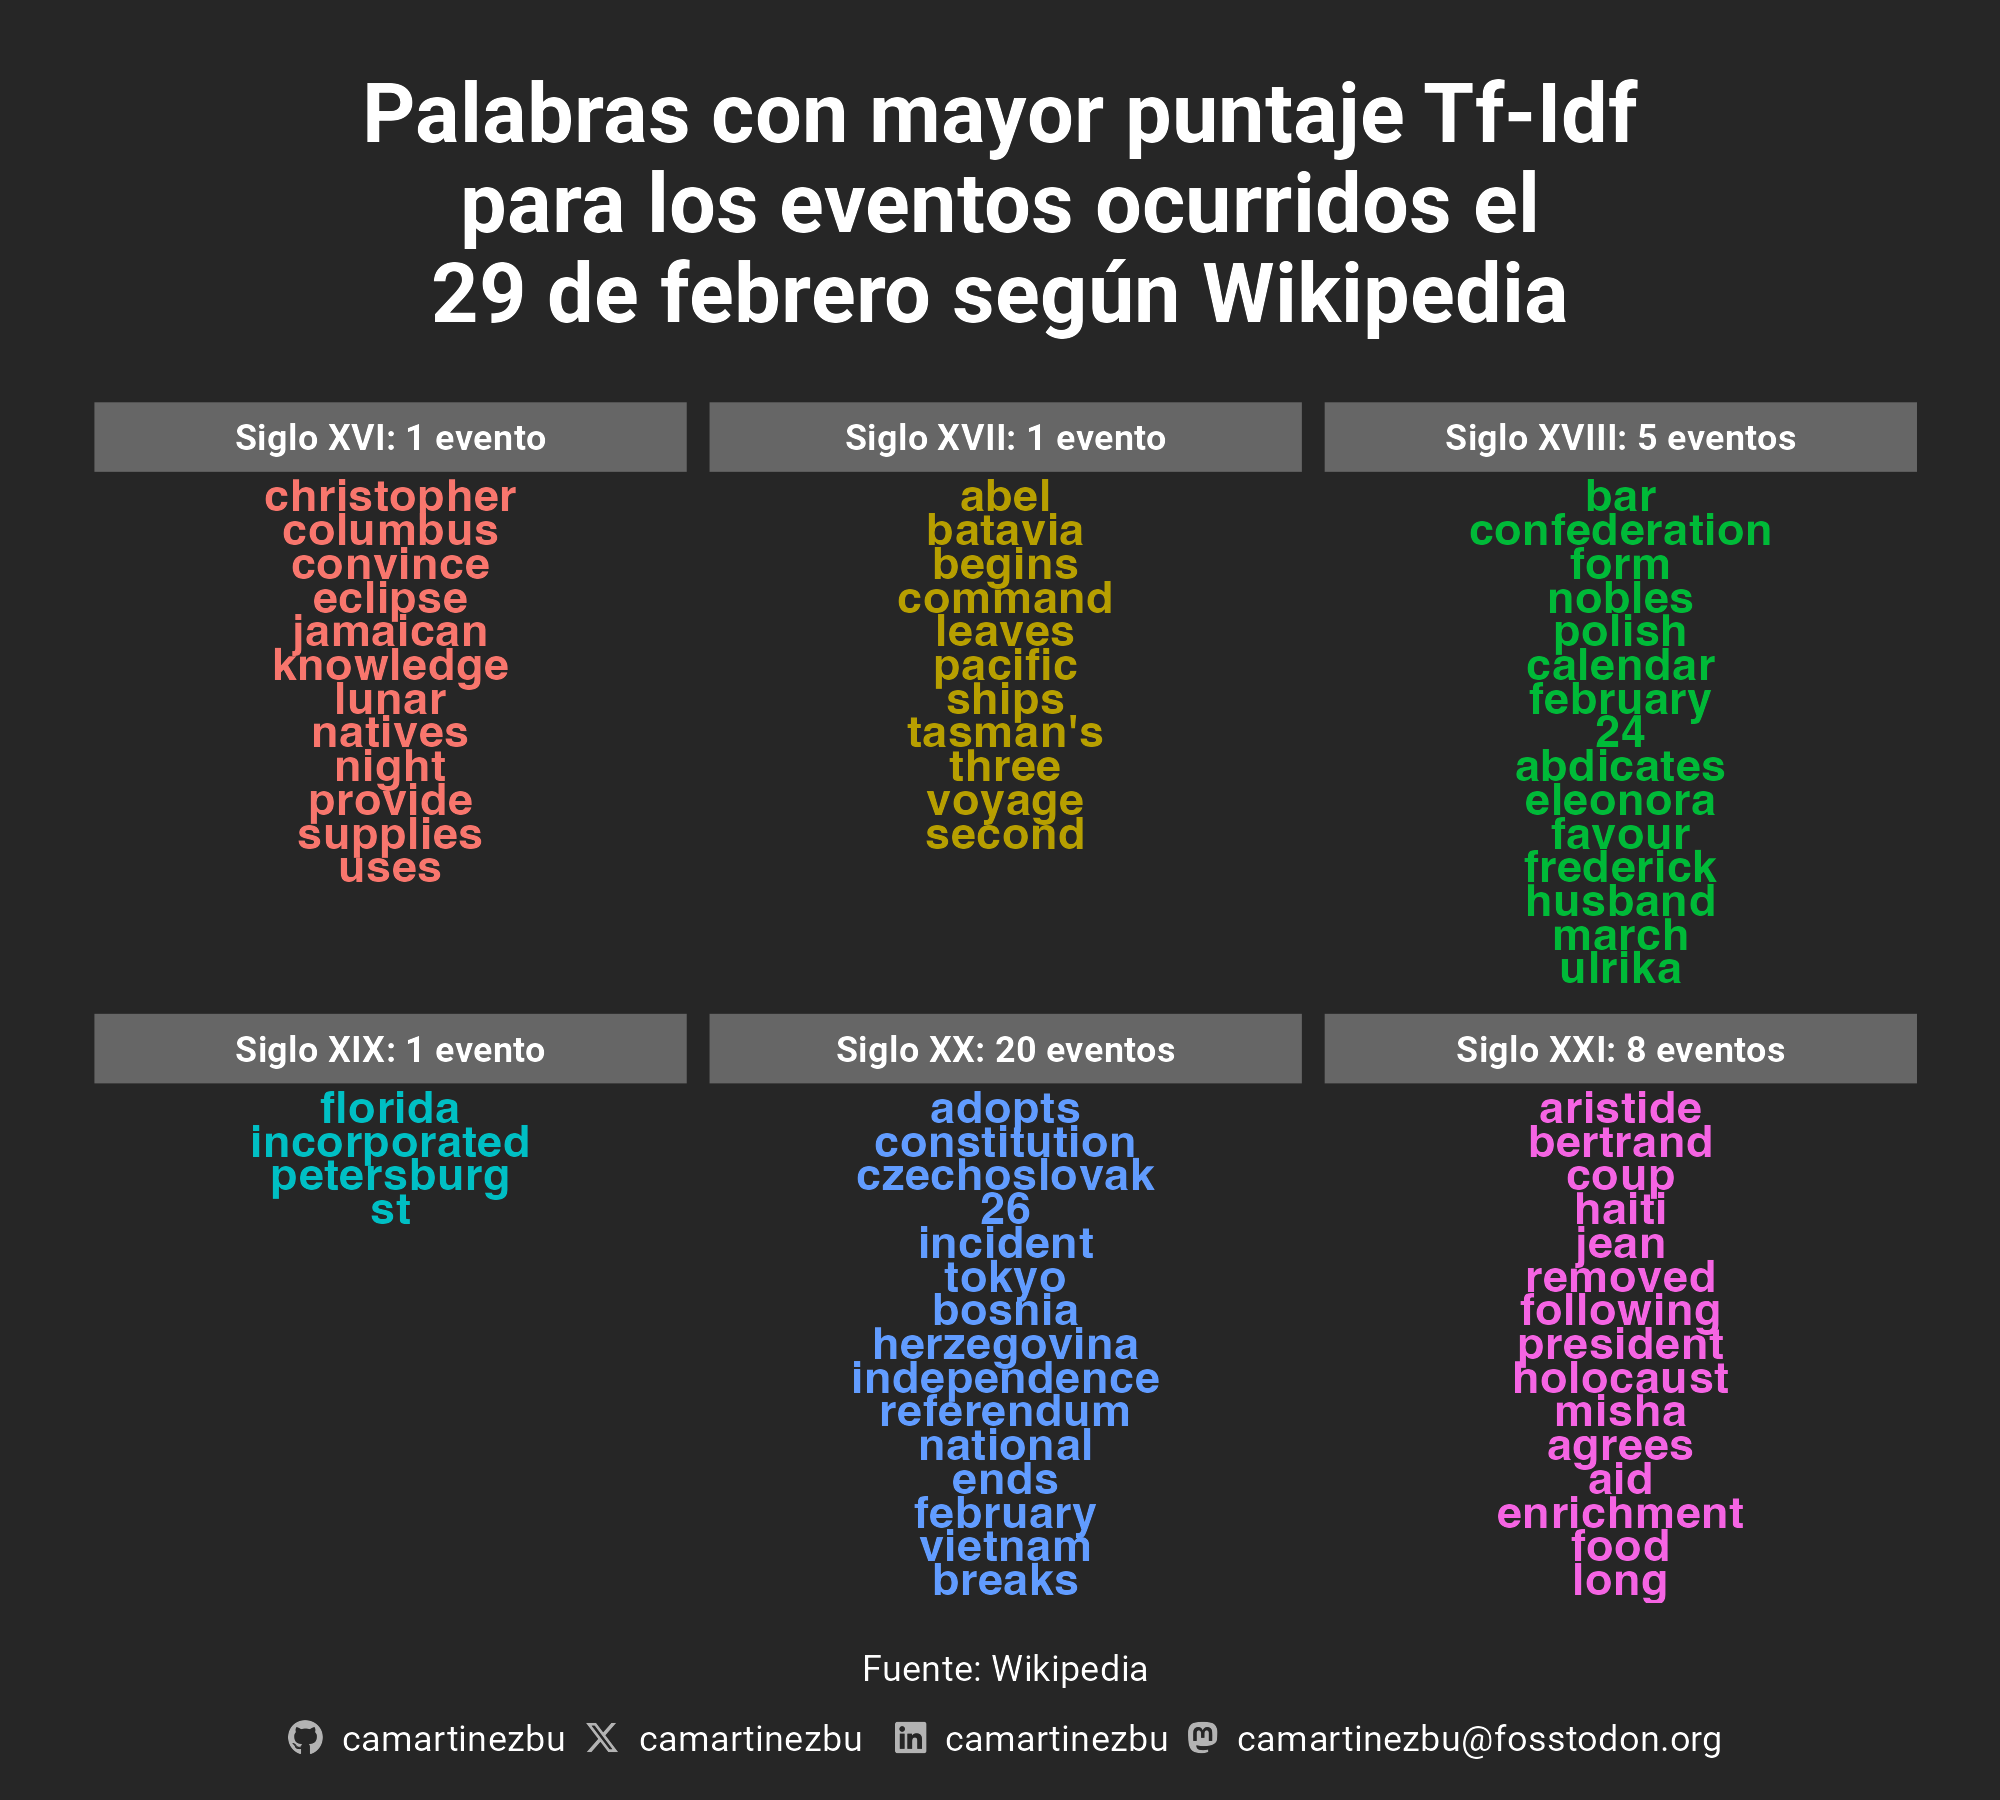 Palabras con mayor puntaje Tf-Idf
para los eventos ocurridos el
29 de febrero según Wikipedia
Siglo XVI: 1 evento
christopher
columbus
convince
eclipse
jamaican
knowledge
lunar
natives
night
provide
supplies
uses
Siglo XVII: 1 evento
abel
batavia
begins
command
leaves
pacific
ships
tasman's
three
voyage
second
Siglo XVIII: 5 eventos
bar
confederation
form
nobles
polish
calendar
february
24
abdicates
eleonora
favour
frederick
husband
march
ulrika
Siglo XIX: 1 evento
florida
incorporated
petersburg
st
Siglo XX: 20 eventos
adopts
constitution
czechoslovak
26
incident
tokyo
bosnia
herzegovina
independence
referendum
national
ends
february
vietnam
breaks
Siglo XXI: 8 eventos
aristide
bertrand
coup
haiti
jean
removed
following
president
holocaust
misha
agrees
aid
enrichment
food
long
Fuente: Wikipedia
camartinezbu camartinezbu camartinezbu camartinezbu@fosstodon.org